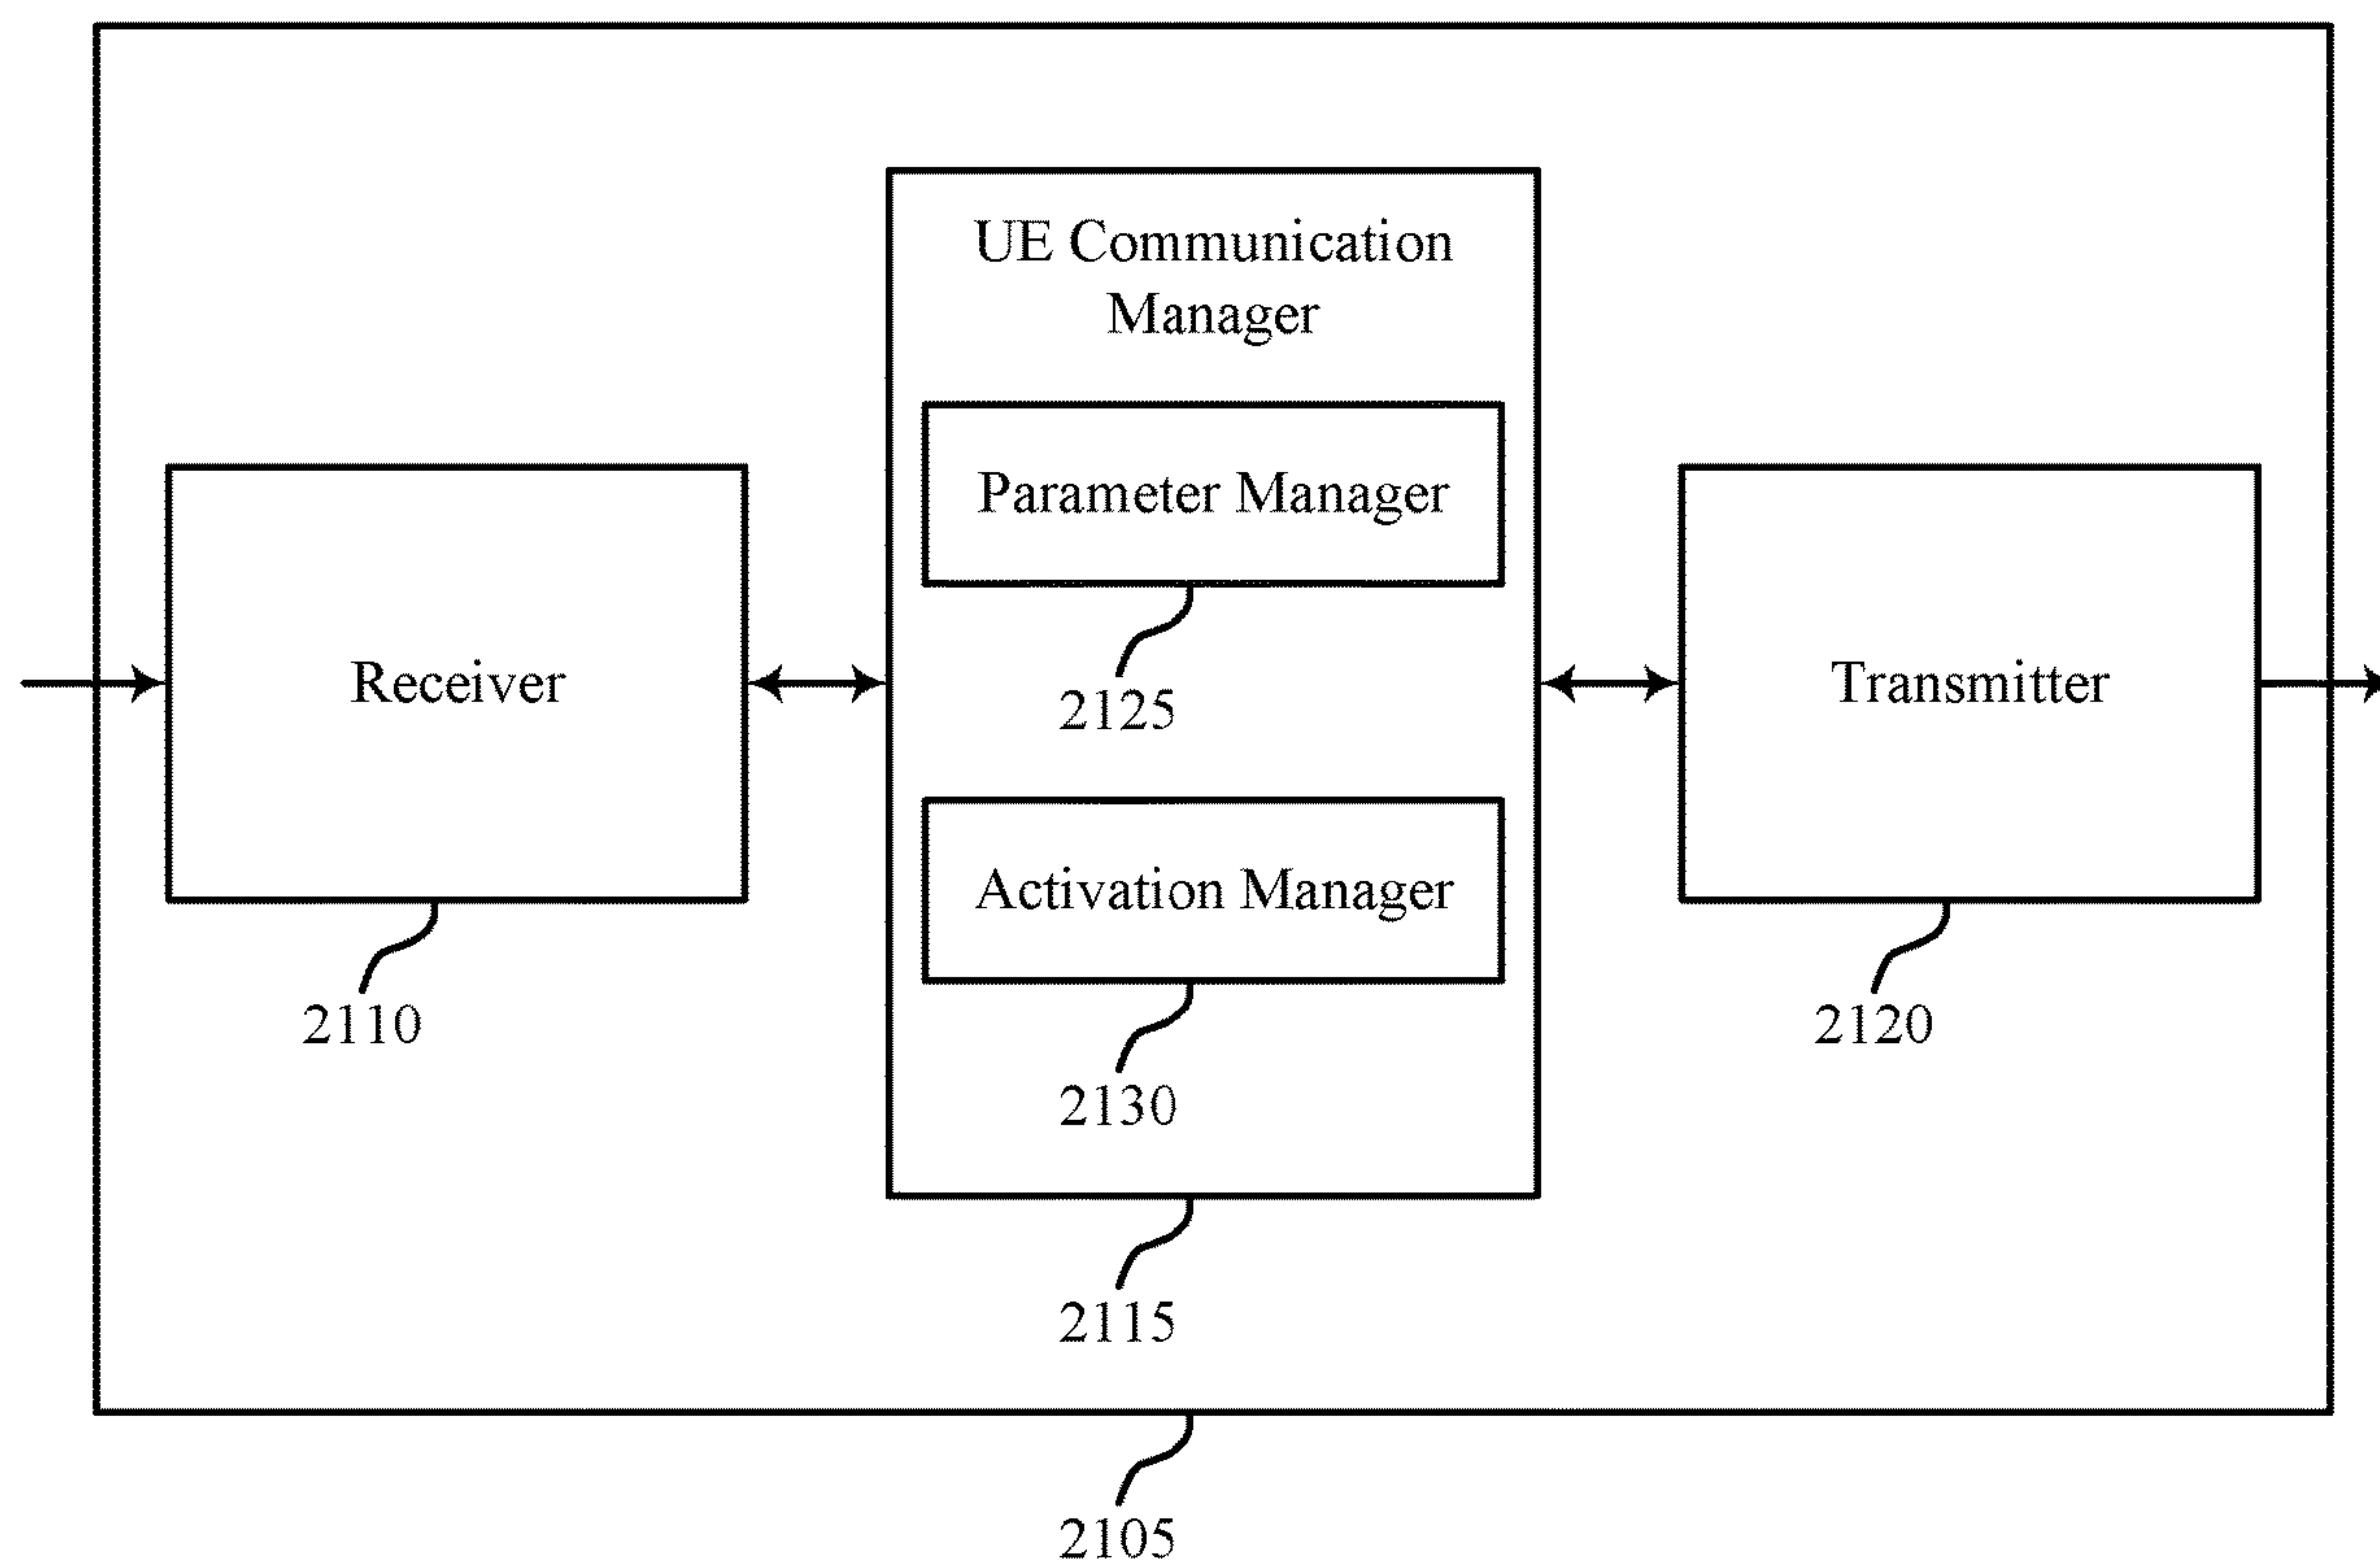 UE Communication
Manager
Parameter Manager
2125
Receiver
Transmitter
Activation Manager
2110
2130
2120
2115
2105